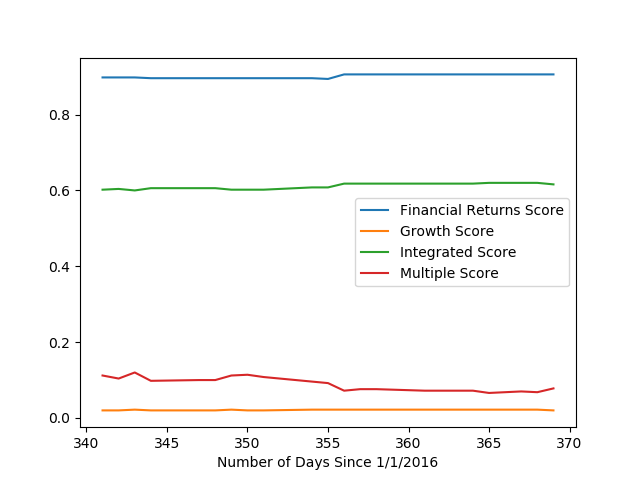 0.8
0.6
0.4
0.2
0.0
Financial Returns Score
Growth Score
Integrated Score
Multiple Score
340 345 350 355 360 365 370
Number of Days Since 1/1/2016